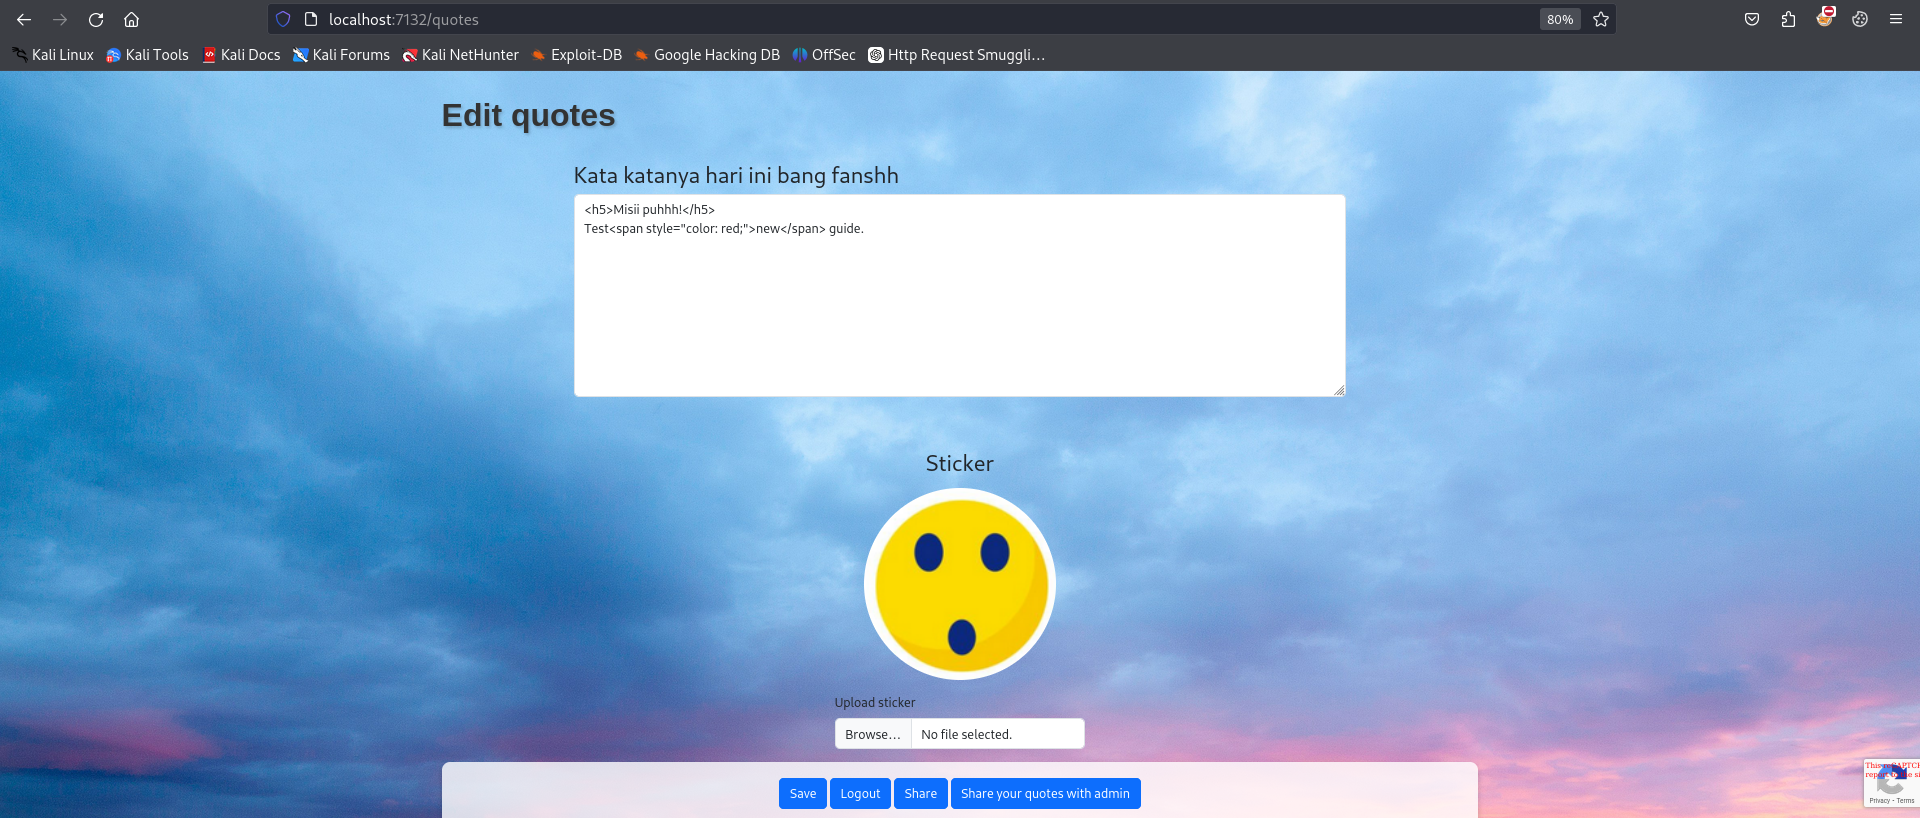 localhost:7132/quotes
80%
Kali Linux
Kali Tools
Kali Docs
Kali Forums
Kali NetHunter
Exploit-DB
Google Hacking DB
OffSec
Http Request Smuggli...
Edit quotes
Kata katanya hari ini bang fanshh
<h5>Misii puhhh!</h5>
Test<span style="color: red;">new</span> guide.
Sticker
Upload sticker
Browse...
No file selected.
Save
Logout
Share
Share your quotes with admin
Privacy - Terms